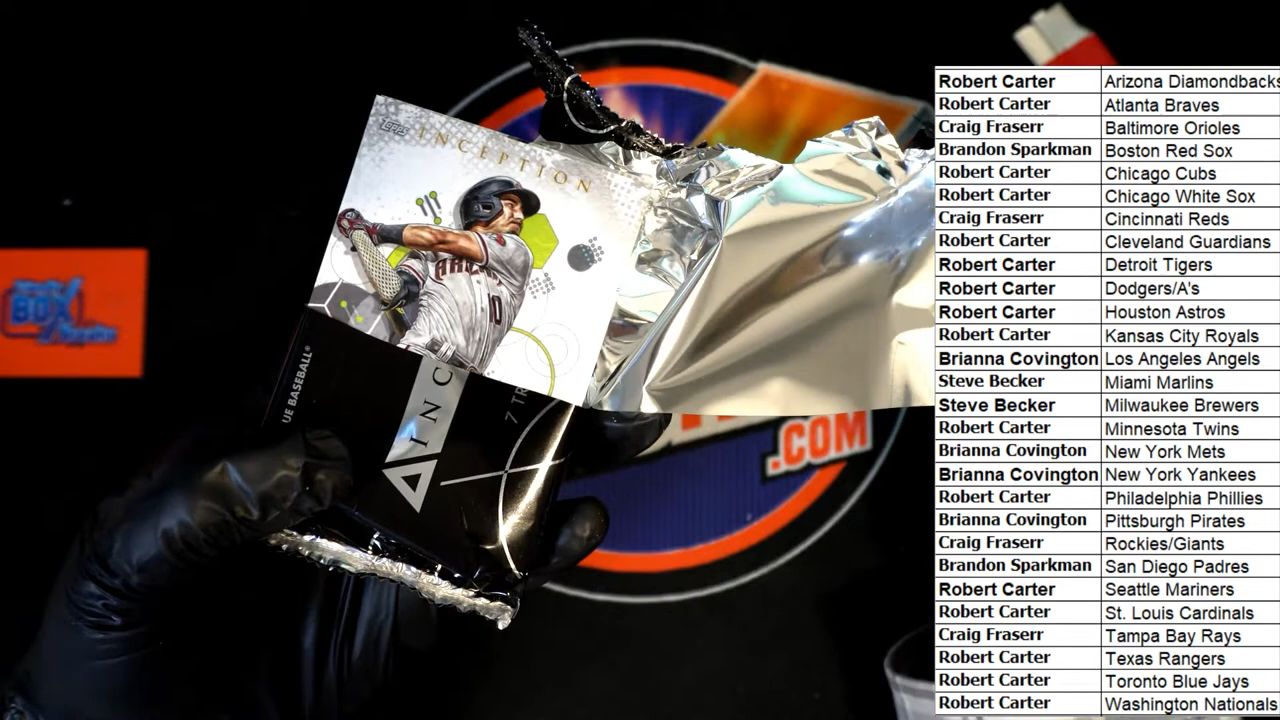 Topps INCEPTION
ARIZ
10
BOX
UE BASEBALL®
INC
7 TR
.COM
Robert Carter Arizona Diamondbacks
Robert Carter Atlanta Braves
Craig Fraserr Baltimore Orioles
Brandon Sparkman Boston Red Sox
Robert Carter Chicago Cubs
Robert Carter Chicago White Sox
Craig Fraserr Cincinnati Reds
Robert Carter Cleveland Guardians
Robert Carter Detroit Tigers
Robert Carter Dodgers/A's
Robert Carter Houston Astros
Robert Carter Kansas City Royals
Brianna Covington Los Angeles Angels
Steve Becker Miami Marlins
Steve Becker Milwaukee Brewers
Robert Carter Minnesota Twins
Brianna Covington New York Mets
Brianna Covington New York Yankees
Robert Carter Philadelphia Phillies
Brianna Covington Pittsburgh Pirates
Craig Fraserr Rockies/Giants
Brandon Sparkman San Diego Padres
Robert Carter Seattle Mariners
Robert Carter St. Louis Cardinals
Craig Fraserr Tampa Bay Rays
Robert Carter Texas Rangers
Robert Carter Toronto Blue Jays
Robert Carter Washington Nationals